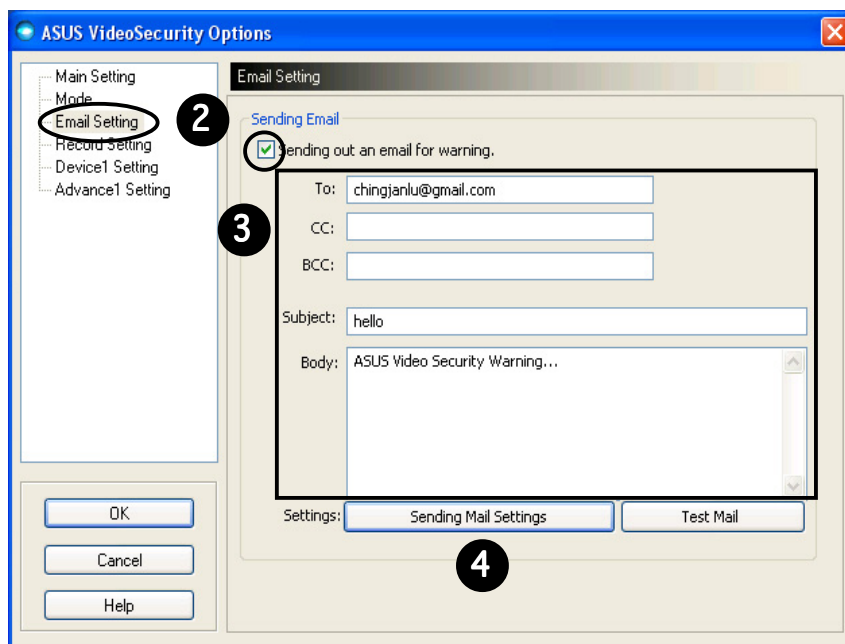 ASUS VideoSecurity Options
Main Setting
Mode
Email Setting
Record Setting
Device1 Setting
Advance1 Setting
2
OK
Cancel
Help
Email Setting
Sending Email
Sending out an email for warning.
3
To: chingjanlu@gmail.com
CC:
BCC:
Subject: hello
Body: ASUS Video Security Warning...
Settings: Sending Mail Settings Test Mail
4